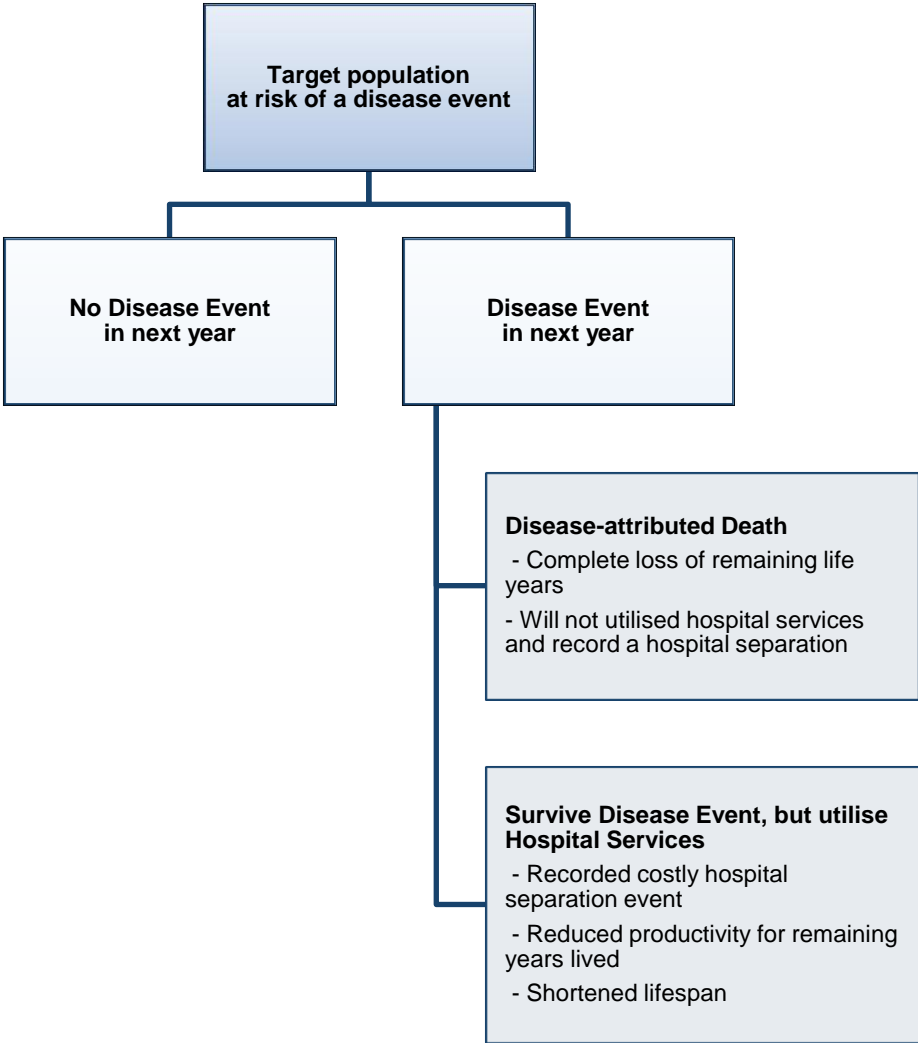 Target population
at risk of a disease event
No Disease Event
in next year
Disease Event
in next year
Disease-attributed Death
- Complete loss of remaining life
years
- Will not utilised hospital services
and record a hospital separation
Survive Disease Event, but utilise
Hospital Services
- Recorded costly hospital
separation event
- Reduced productivity for remaining
years lived
- Shortened lifespan